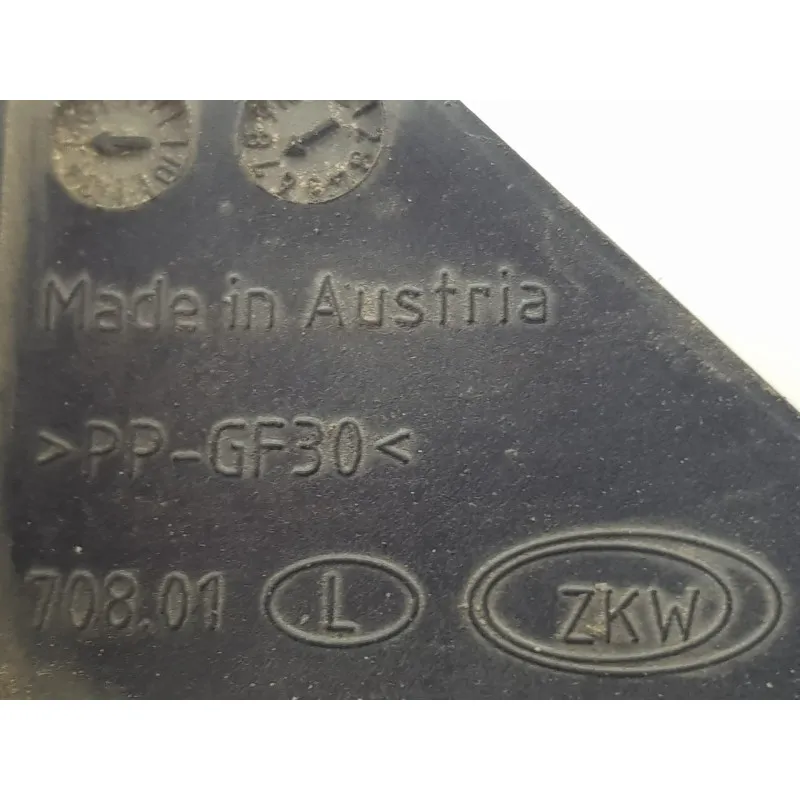 Made in Austria
>PP-GF30<
708.01 L ZKW